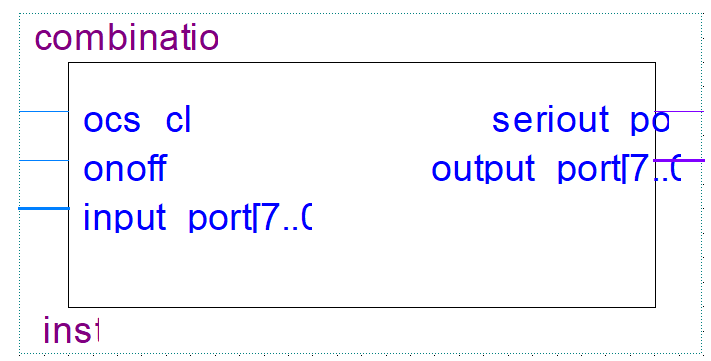 combinatio
ocs cl seriout po
onoff output port[7..0
input port[7..0
inst